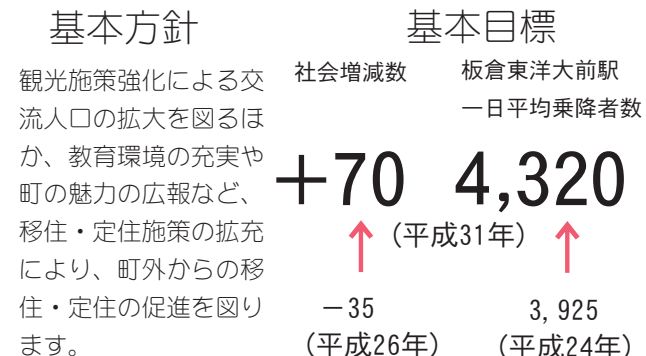 基本方針
観光施策強化による交
流人口の拡大を図るほ
か、教育環境の充実や
町の魅力の広報など、
移住・定住施策の拡充
により、町外からの移
住・定住の促進を図り
ます。
基本目標
社会増減数
板倉東洋大前駅
一日平均乗降者数
+70
4,320
（平成31年）
－35
（平成26年）
3,925
（平成24年）